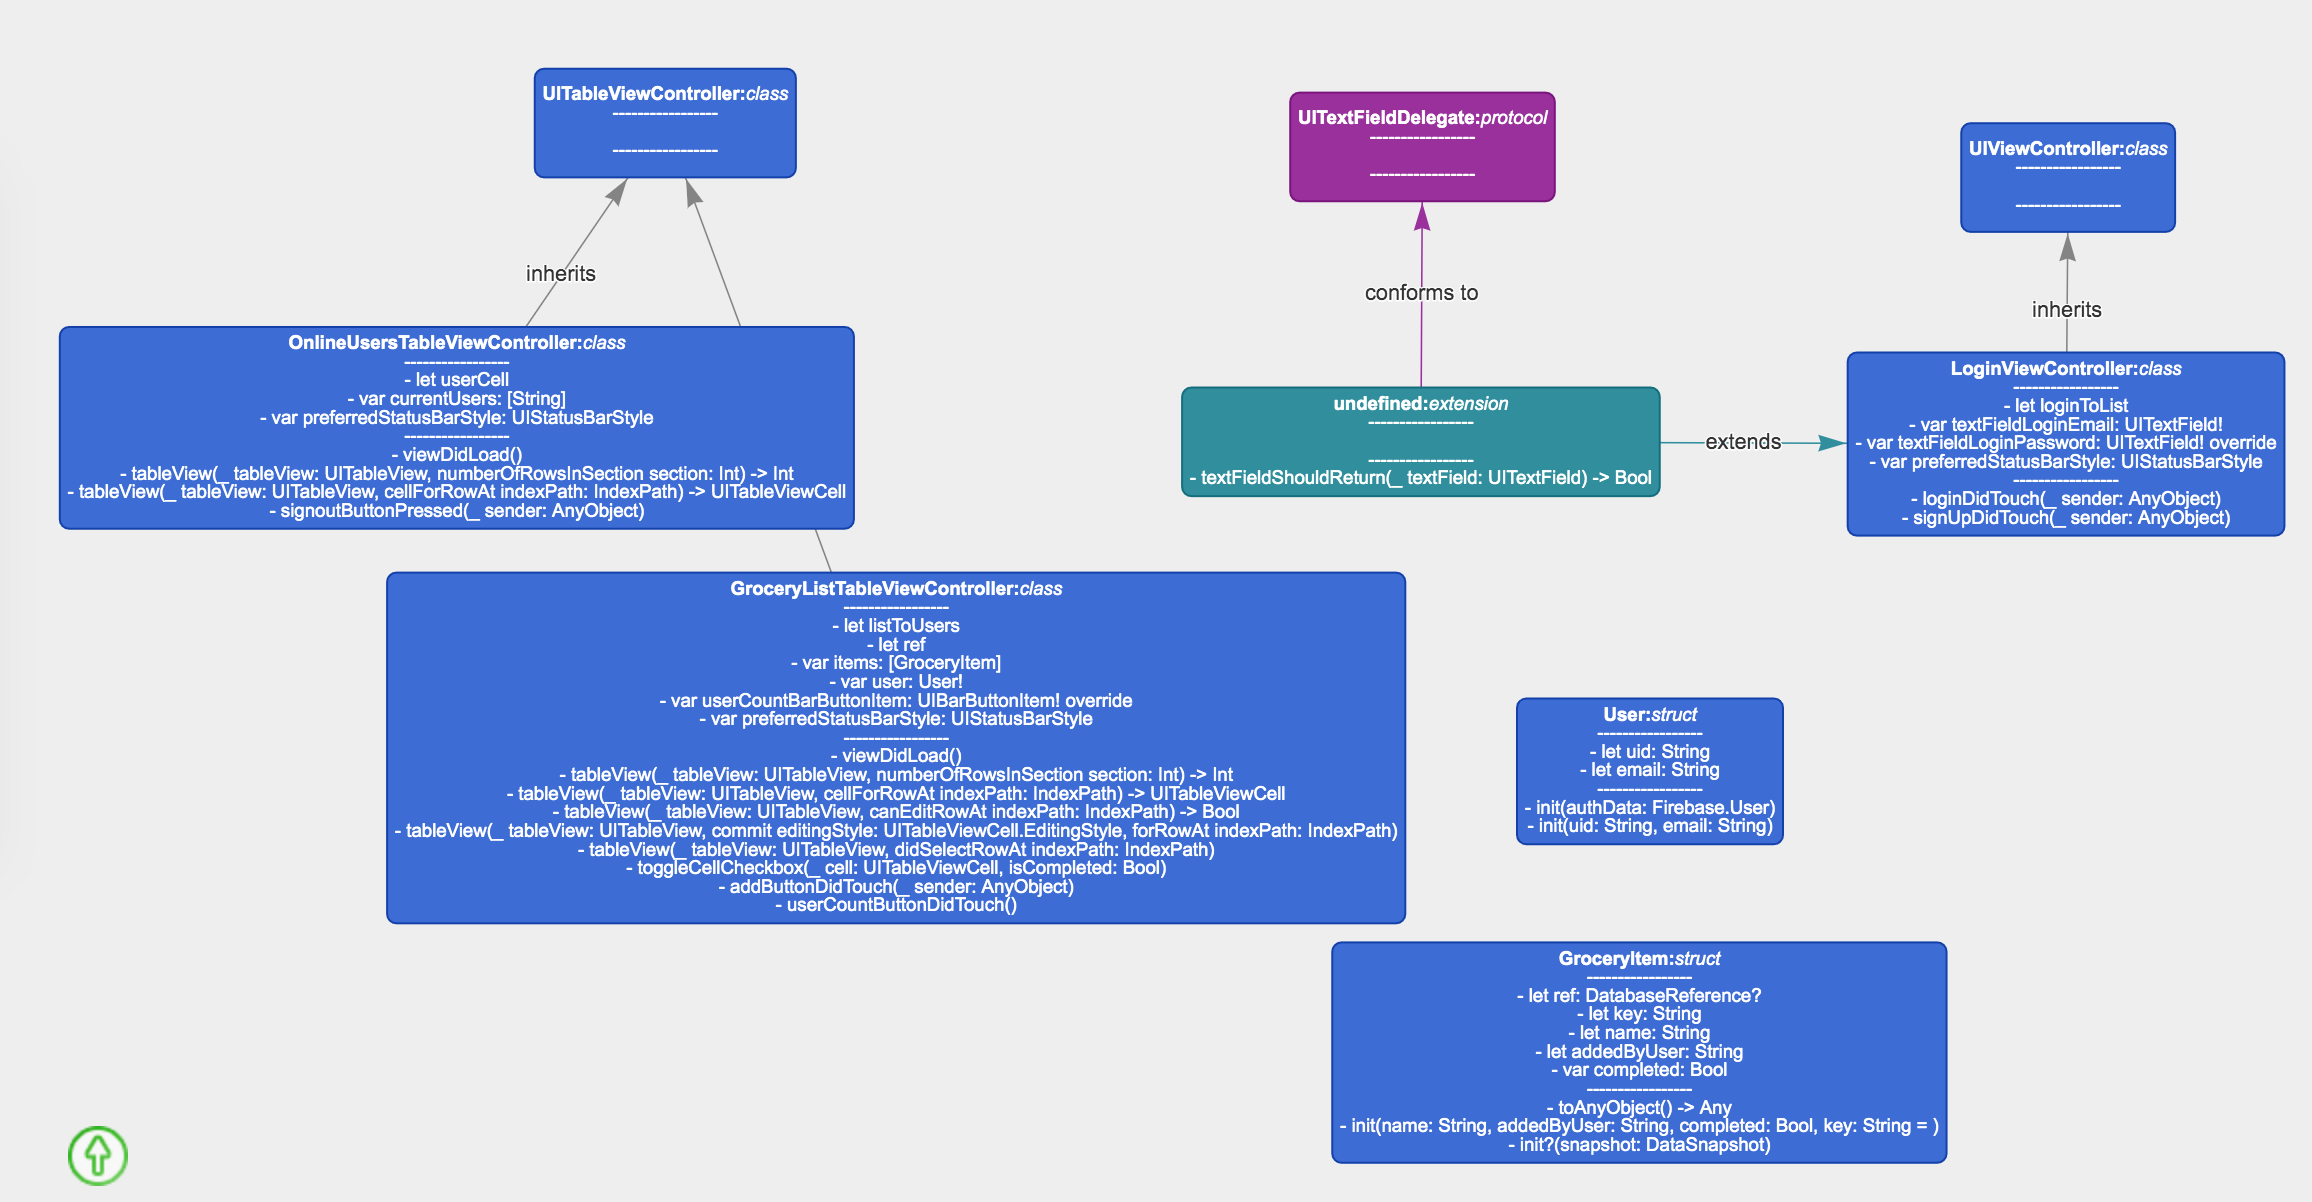 UITableViewController:class
-----------------
-----------------
inherits
OnlineUsersTableViewController:class
-----------------
- let userCell
- var currentUsers: [String]
- var preferredStatusBarStyle: UIStatusBarStyle
-----------------
- viewDidLoad()
- tableView(_ tableView: UITableView, numberOfRowsInSection section: Int) -> Int
- tableView(_ tableView: UITableView, cellForRowAt indexPath: IndexPath) -> UITableViewCell
- signoutButtonPressed(_ sender: AnyObject)
GroceryListTableViewController:class
-----------------
- let listToUsers
- let ref
- var items: [GroceryItem]
- var user: User!
- var userCountBarButtonItem: UIBarButtonItem! override
- var preferredStatusBarStyle: UIStatusBarStyle
-----------------
- viewDidLoad()
- tableView(_ tableView: UITableView, numberOfRowsInSection section: Int) -> Int
- tableView(_ tableView: UITableView, cellForRowAt indexPath: IndexPath) -> UITableViewCell
- tableView(_ tableView: UITableView, canEditRowAt indexPath: IndexPath) -> Bool
- tableView(_ tableView: UITableView, commit editingStyle: UITableViewCell.EditingStyle, forRowAt indexPath: IndexPath)
- tableView(_ tableView: UITableView, didSelectRowAt indexPath: IndexPath)
- toggleCellCheckbox(_ cell: UITableViewCell, isCompleted: Bool)
- addButtonDidTouch(_ sender: AnyObject)
- userCountButtonDidTouch()
UITextFieldDelegate:protocol
-----------------
-----------------
conforms to
undefined:extension
-----------------
-----------------
- textFieldShouldReturn(_ textField: UITextField) -> Bool
extends
UIViewController:class
-----------------
-----------------
inherits
LoginViewController:class
-----------------
- let loginToList
- var textFieldLoginEmail: UITextField!
- var textFieldLoginPassword: UITextField! override
- var preferredStatusBarStyle: UIStatusBarStyle
-----------------
- loginDidTouch(_ sender: AnyObject)
- signUpDidTouch(_ sender: AnyObject)
User:struct
-----------------
- let uid: String
- let email: String
-----------------
- init(authData: Firebase.User)
- init(uid: String, email: String)
GroceryItem:struct
-----------------
- let ref: DatabaseReference?
- let key: String
- let name: String
- let addedByUser: String
- var completed: Bool
-----------------
- toAnyObject() -> Any
- init(name: String, addedByUser: String, completed: Bool, key: String = )
- init?(snapshot: DataSnapshot)